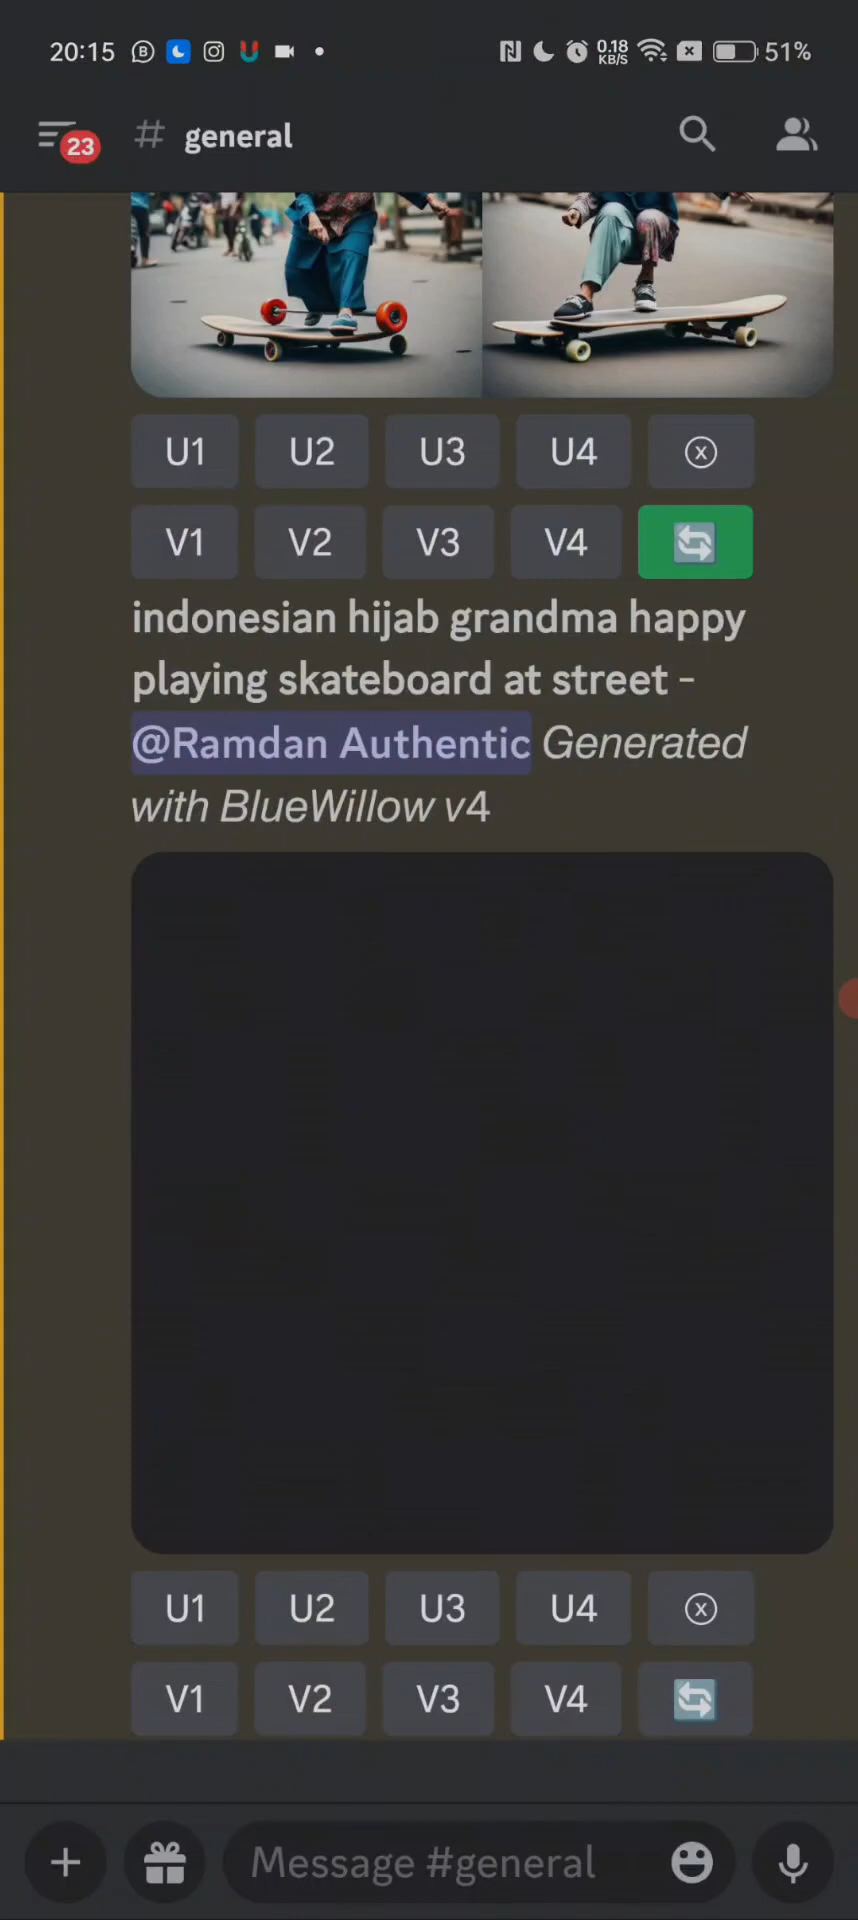 20:15 0.18 KB/S 51%
23 # general
U1 U2 U3 U4 x
V1 V2 V3 V4
indonesian hijab grandma happy
playing skateboard at street -
@Ramdan Authentic Generated
with BlueWillow v4
U1 U2 U3 U4 x
V1 V2 V3 V4
Message #general